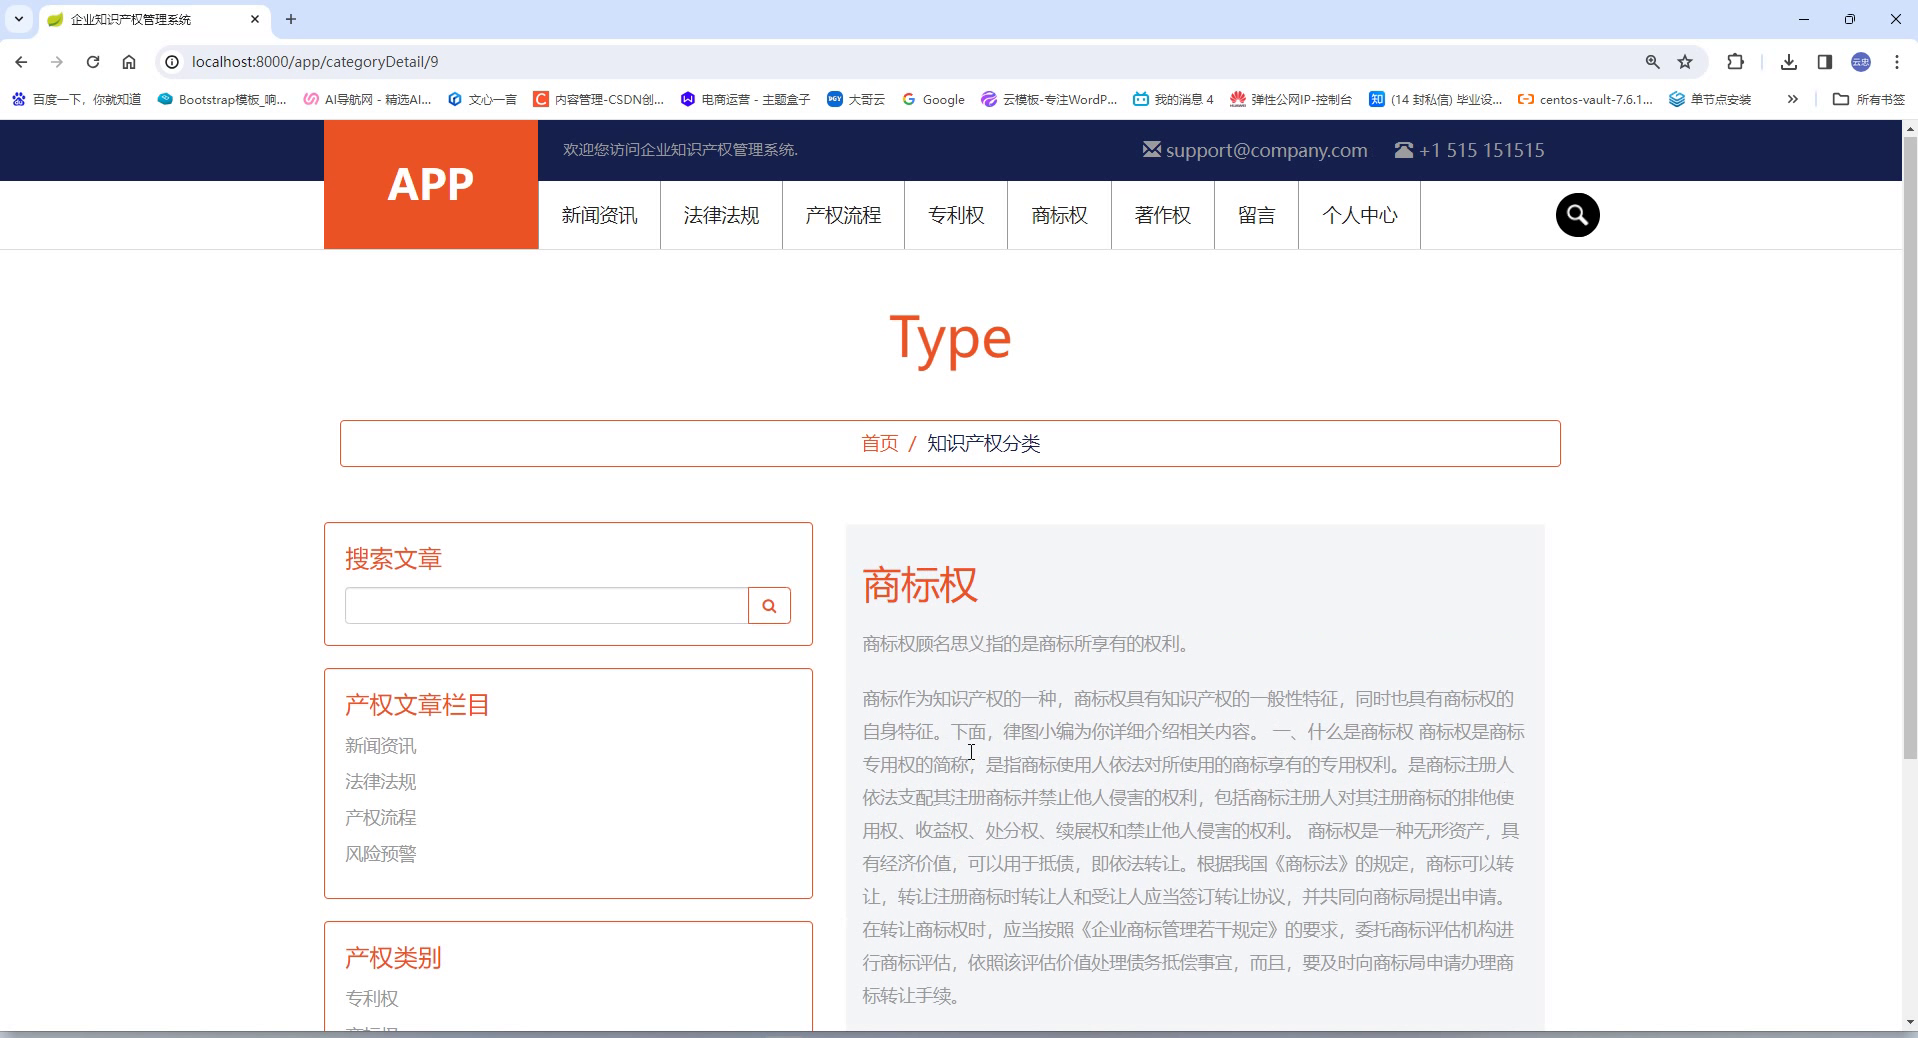 企业知识产权管理系统
localhost:8000/app/categoryDetail/9
云忠
百度一下，你就知道
Bootstrap模板_响...
AI导航网 - 精选AI...
文心一言
内容管理-CSDN创...
电商运营 - 主题盒子
大哥云
Google
云模板-专注WordP...
我的消息 4
弹性公网IP-控制台
知
(14 封私信) 毕业设...
centos-vault-7.6.1...
单节点安装
所有书签
APP
欢迎您访问企业知识产权管理系统.
support@company.com
+1 515 151515
新闻资讯
法律法规
产权流程
专利权
商标权
著作权
留言
个人中心
Type
首页 / 知识产权分类
搜索文章
产权文章栏目
新闻资讯
法律法规
产权流程
风险预警
产权类别
专利权
商标权
商标权顾名思义指的是商标所享有的权利。
商标作为知识产权的一种，商标权具有知识产权的一般性特征，同时也具有商标权的
自身特征。下面，律图小编为你详细介绍相关内容。 一、什么是商标权 商标权是商标
专用权的简称，是指商标使用人依法对所使用的商标享有的专用权利。是商标注册人
依法支配其注册商标并禁止他人侵害的权利，包括商标注册人对其注册商标的排他使
用权、收益权、处分权、续展权和禁止他人侵害的权利。 商标权是一种无形资产，具
有经济价值，可以用于抵债，即依法转让。根据我国《商标法》的规定，商标可以转
让，转让注册商标时转让人和受让人应当签订转让协议，并共同向商标局提出申请。
在转让商标权时，应当按照《企业商标管理若干规定》的要求，委托商标评估机构进
行商标评估，依照该评估价值处理债务抵偿事宜，而且，要及时向商标局申请办理商
标转让手续。